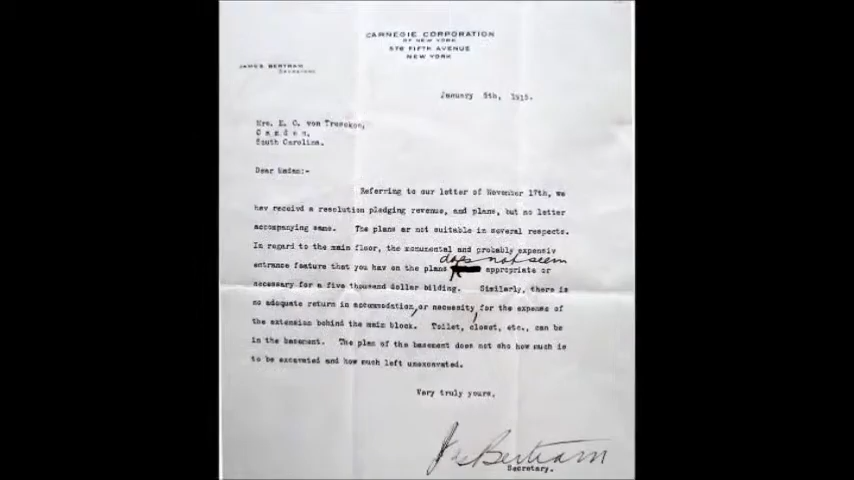 CARNEGIE CORPORATION
OF NEW YORK
576 FIFTH AVENUE
NEW YORK
JAMES BERTRAM
SECRETARY
January 5th, 1915.
Mrs. E. C. von Tresckow,
C a m d e n,
South Carolina.
Dear Madam:-
Referring to our letter of November 17th, we
hav receivd a resolution pledging revenue, and plans, but no letter
accompanying same. The plans ar not suitable in several respects.
In regard to the main floor, the monumental and probably expensiv
does not seem
entrance feature that you hav on the plans appropriate or
necessary for a five thousand dollar bilding. Similarly, there is
no adequate return in accommodation, or necessity, for the expense of
the extension behind the main block. Toilet, closet, etc., can be
in the basement. The plan of the basement does not sho how much is
to be excavated and how much left unexcavated.
Very truly yours,
Jas Bertram
Secretary.